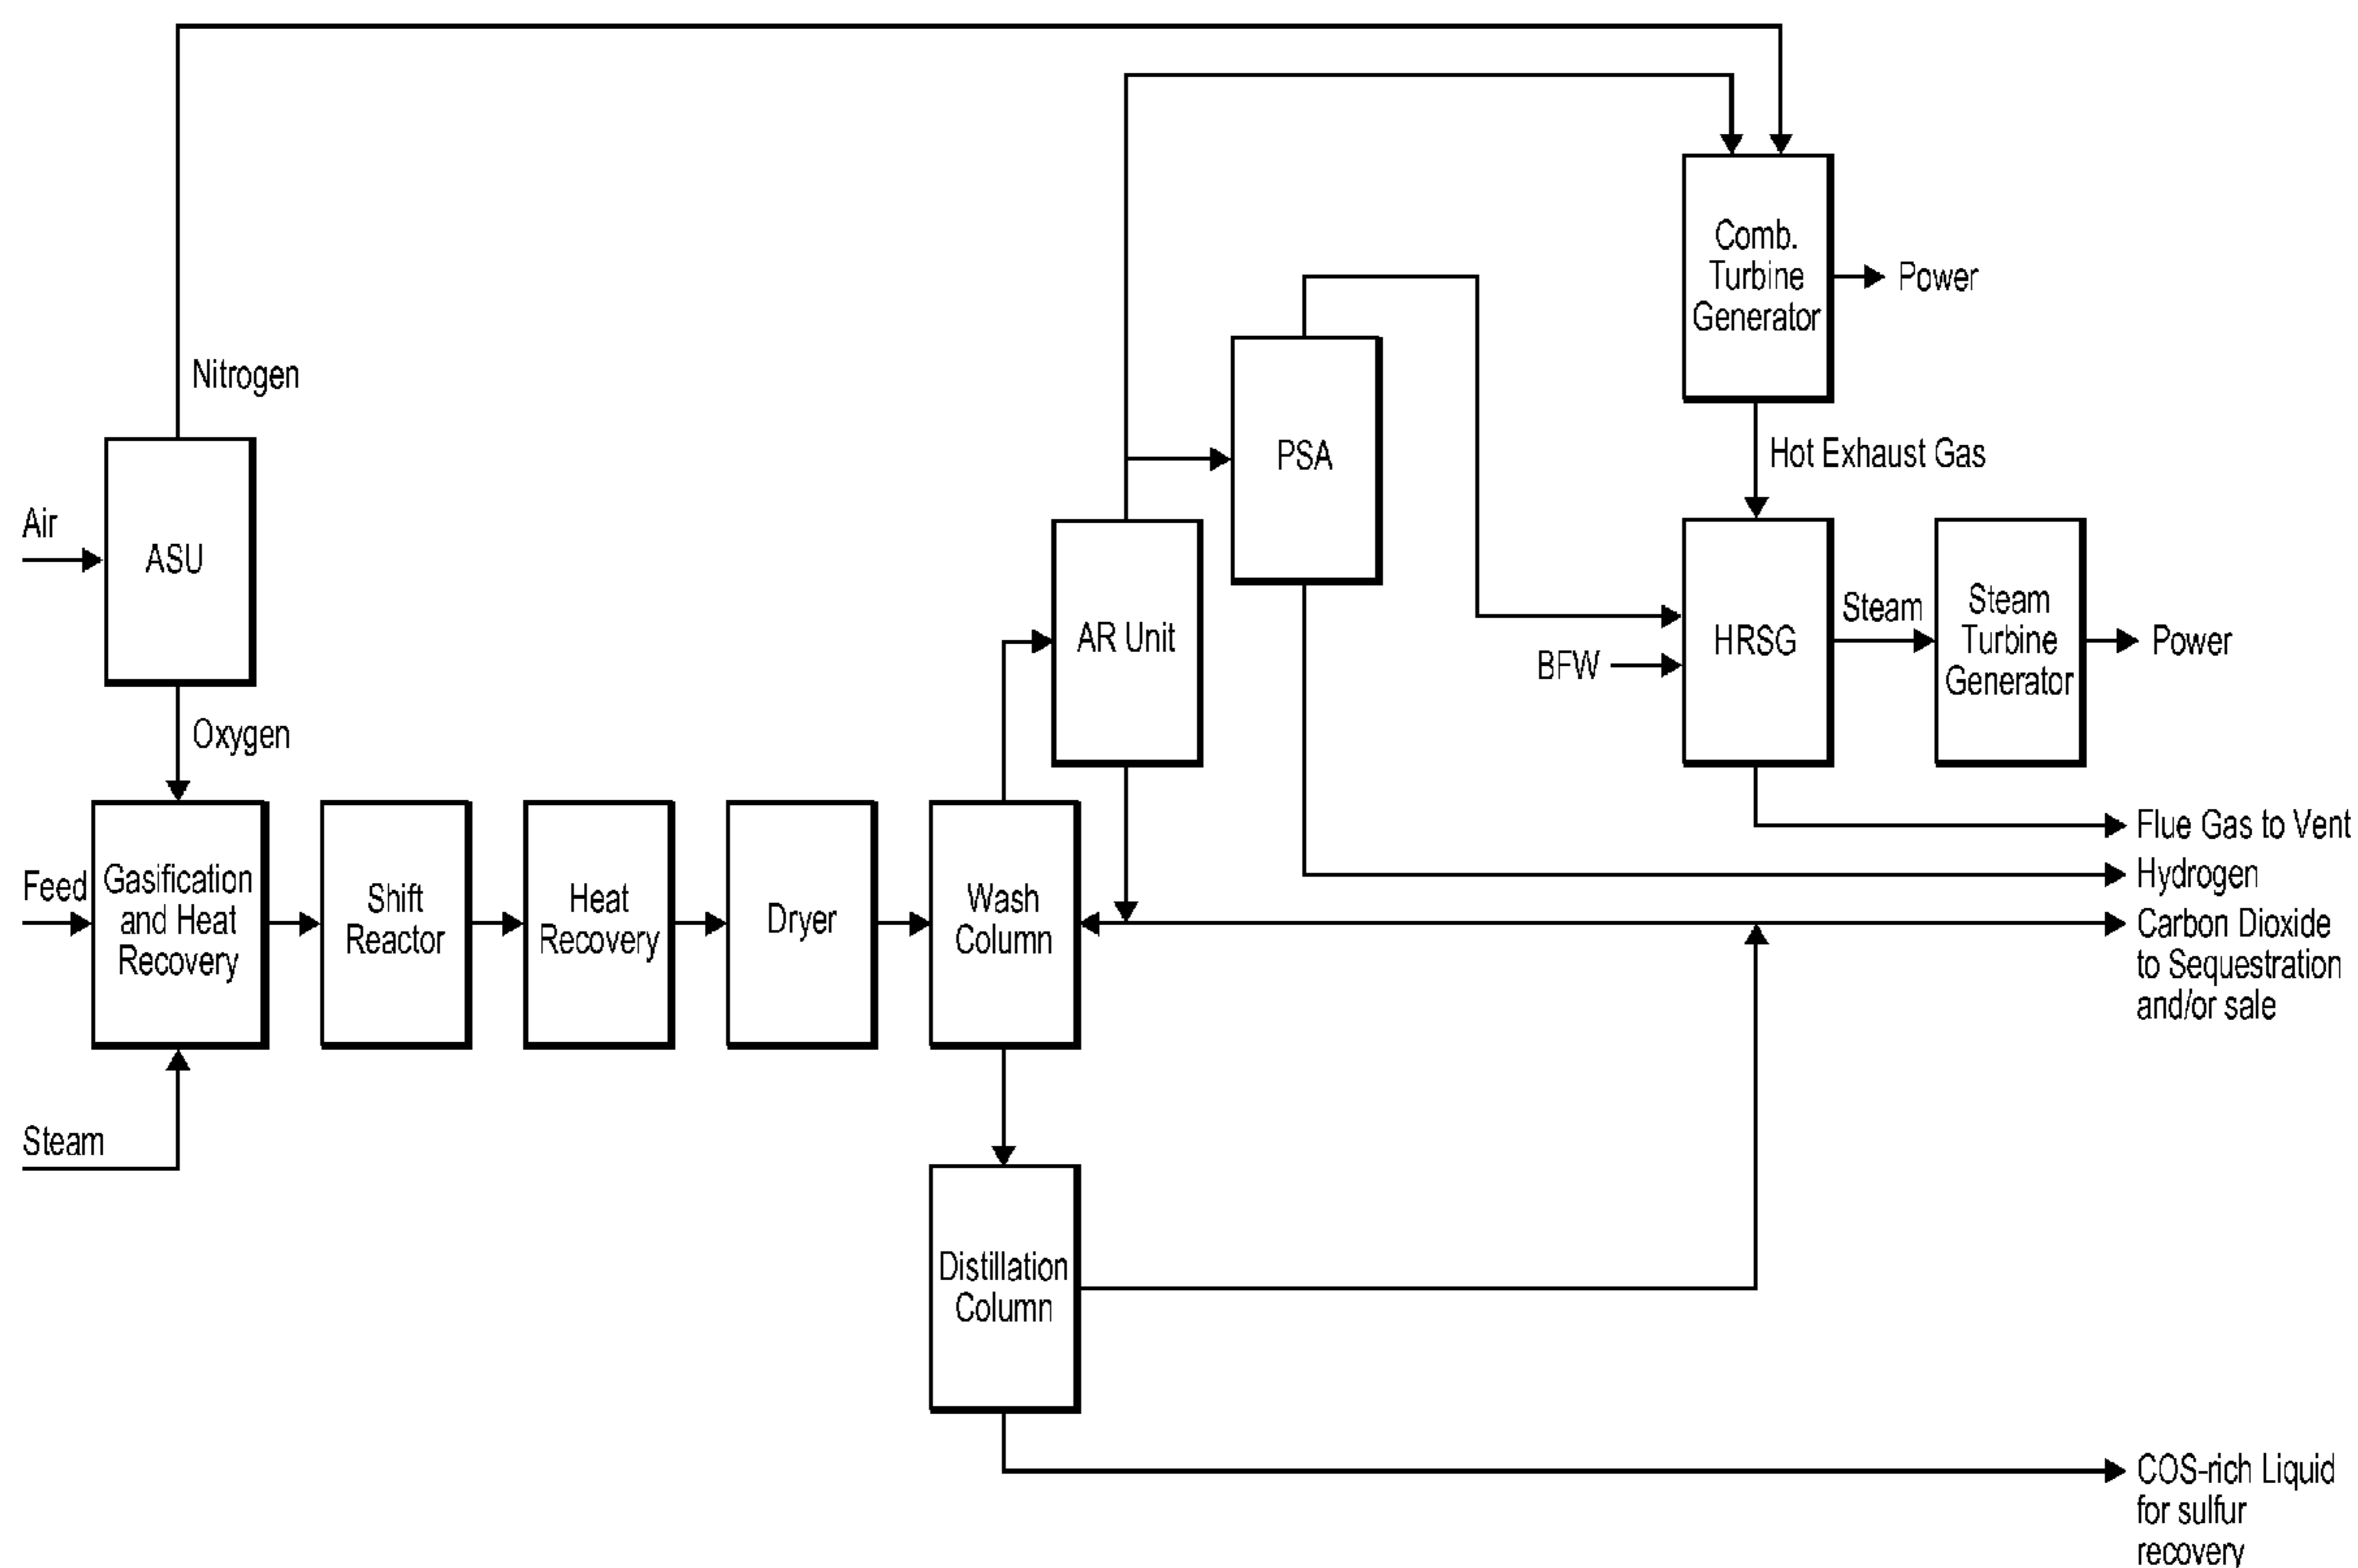 Nitrogen
Air
ASU
Oxygen
Feed
Gasification
and Heat
Recovery
Steam
Shift
Reactor
Heat
Recovery
Dryer
Wash
Column
Distillation
Column
AR Unit
PSA
Comb.
Turbine
Generator
Power
Hot Exhaust Gas
BFW
HRSG
Steam
Steam
Turbine
Generator
Power
Flue Gas to Vent
Hydrogen
Carbon Dioxide
to Sequestration
and/or sale
COS-rich Liquid
for sulfur
recovery